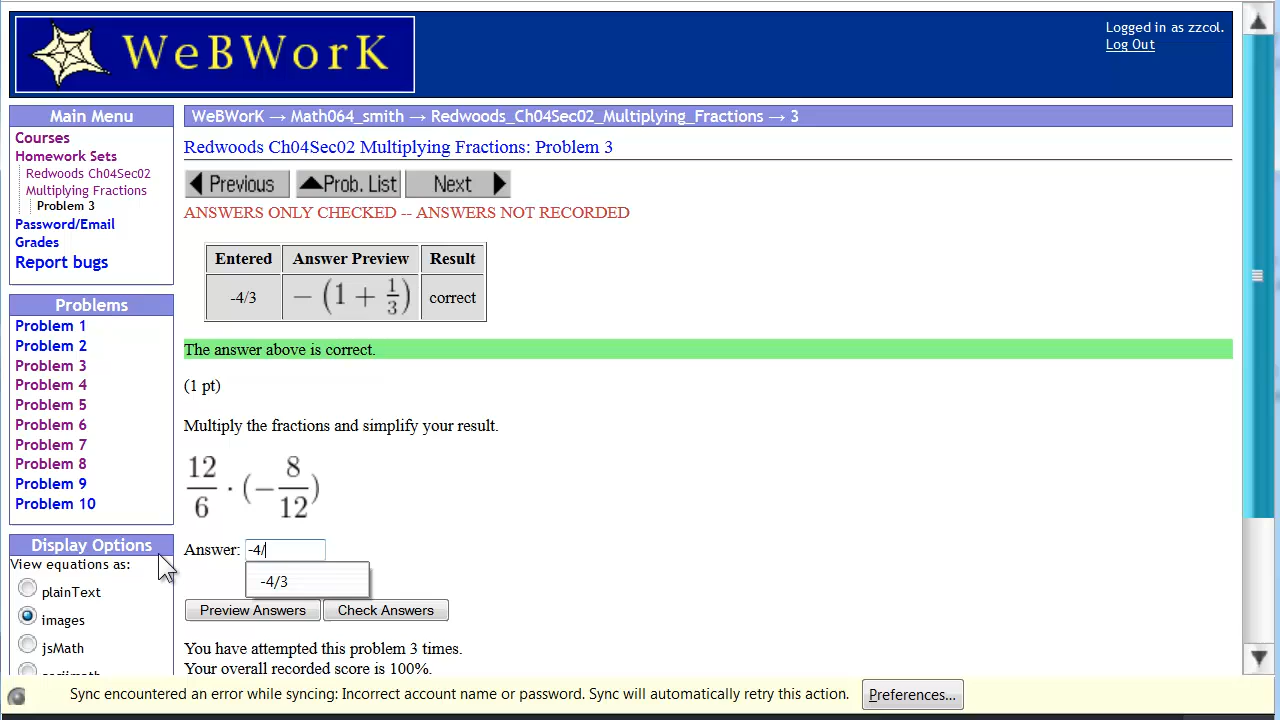 WeBWorK
Logged in as zzcol.
Log Out
Main Menu
Courses
Homework Sets
Redwoods Ch04Sec02
Multiplying Fractions
Problem 3
Password/Email
Grades
Report bugs
Problems
Problem 1
Problem 2
Problem 3
Problem 4
Problem 5
Problem 6
Problem 7
Problem 8
Problem 9
Problem 10
Display Options
View equations as:
plainText
images
jsMath
WeBWorK → Math064_smith → Redwoods_Ch04Sec02_Multiplying_Fractions → 3
Redwoods Ch04Sec02 Multiplying Fractions: Problem 3
Previous Prob. List Next
ANSWERS ONLY CHECKED -- ANSWERS NOT RECORDED
Entered Answer Preview Result
-4/3 −(1 + 1/3) correct
The answer above is correct.
(1 pt)
Multiply the fractions and simplify your result.
12/6 · (−8/12)
Answer: -4/
-4/3
Preview Answers Check Answers
You have attempted this problem 3 times.
Your overall recorded score is 100%.
Sync encountered an error while syncing: Incorrect account name or password. Sync will automatically retry this action. Preferences...